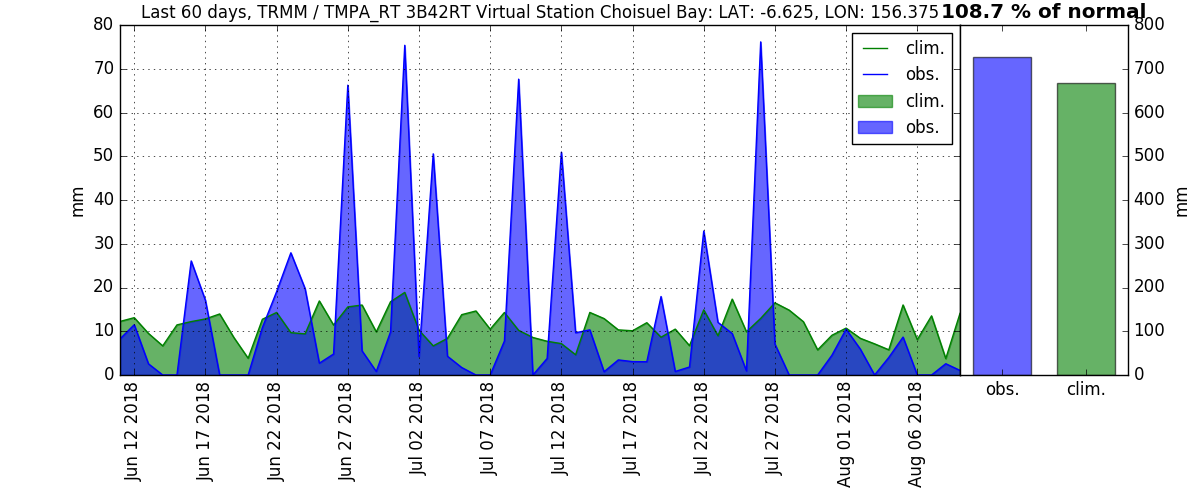 Last 60 days, TRMM / TMPA_RT 3B42RT Virtual Station Choisuel Bay: LAT: -6.625, LON: 156.375 108.7 % of normal
80
70
60
50
40
30
20
10
0
mm
clim.
obs.
clim.
obs.
Jun 12 2018
Jun 17 2018
Jun 22 2018
Jun 27 2018
Jul 02 2018
Jul 07 2018
Jul 12 2018
Jul 17 2018
Jul 22 2018
Jul 27 2018
Aug 01 2018
Aug 06 2018
800
700
600
500
400
300
200
100
0
mm
obs. clim.